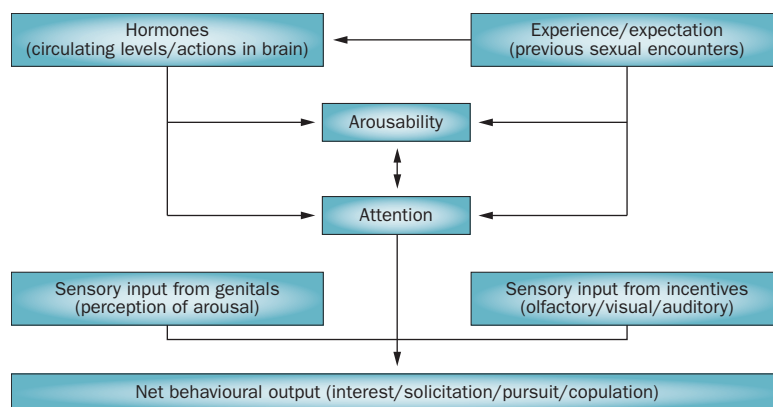 Hormones
(circulating levels/actions in brain)
Experience/expectation
(previous sexual encounters)
Arousability
Attention
Sensory input from genitals
(perception of arousal)
Sensory input from incentives
(olfactory/visual/auditory)
Net behavioural output (interest/solicitation/pursuit/copulation)